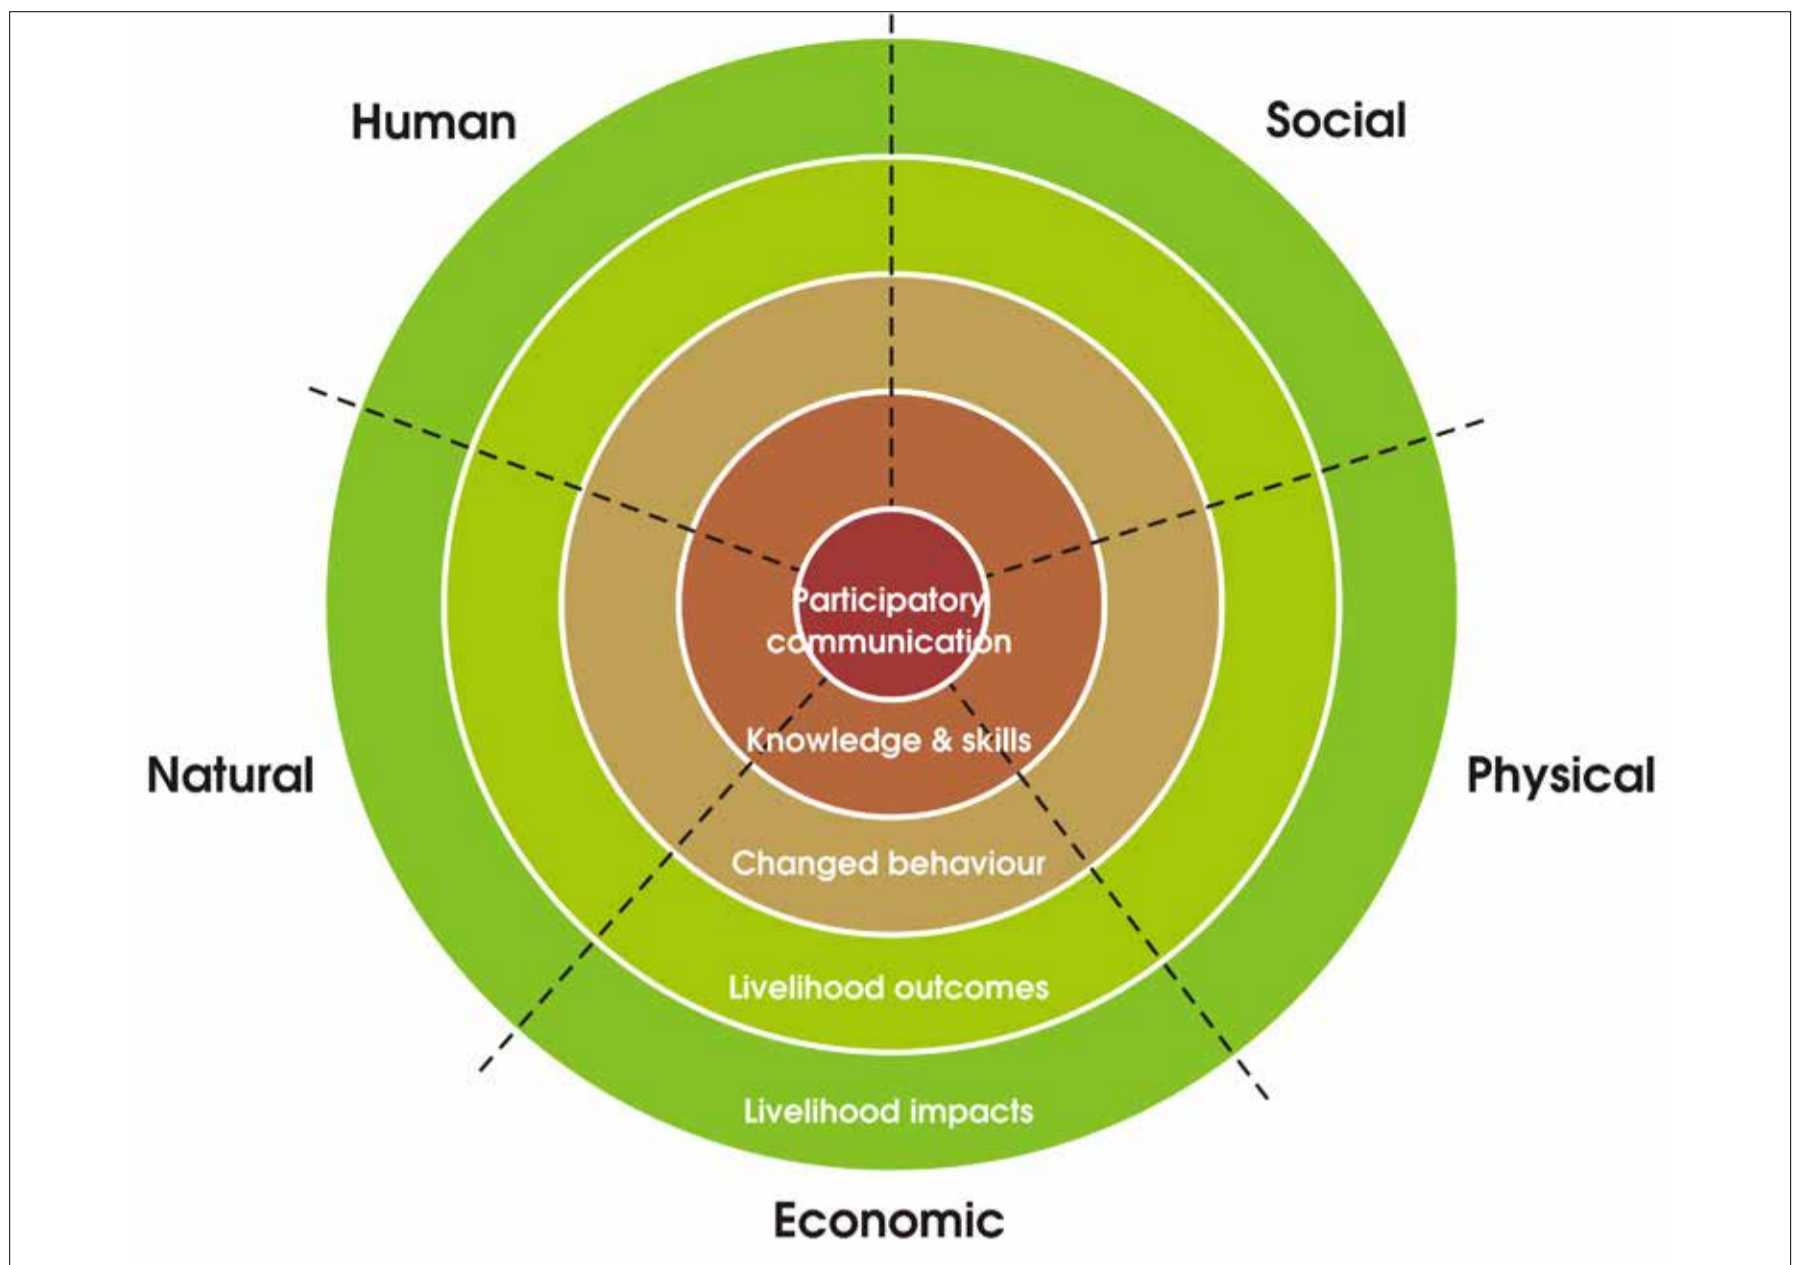 Human
Social
Participatory
communication
Knowledge & skills
Natural
Physical
Changed behaviour
Livelihood outcomes
Livelihood impacts
Economic